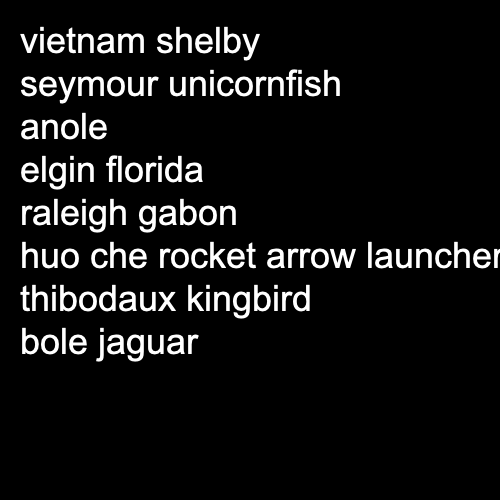 vietnam shelby
seymour unicornfish
anole
elgin florida
raleigh gabon
huo che rocket arrow launcher
thibodaux kingbird
bole jaguar